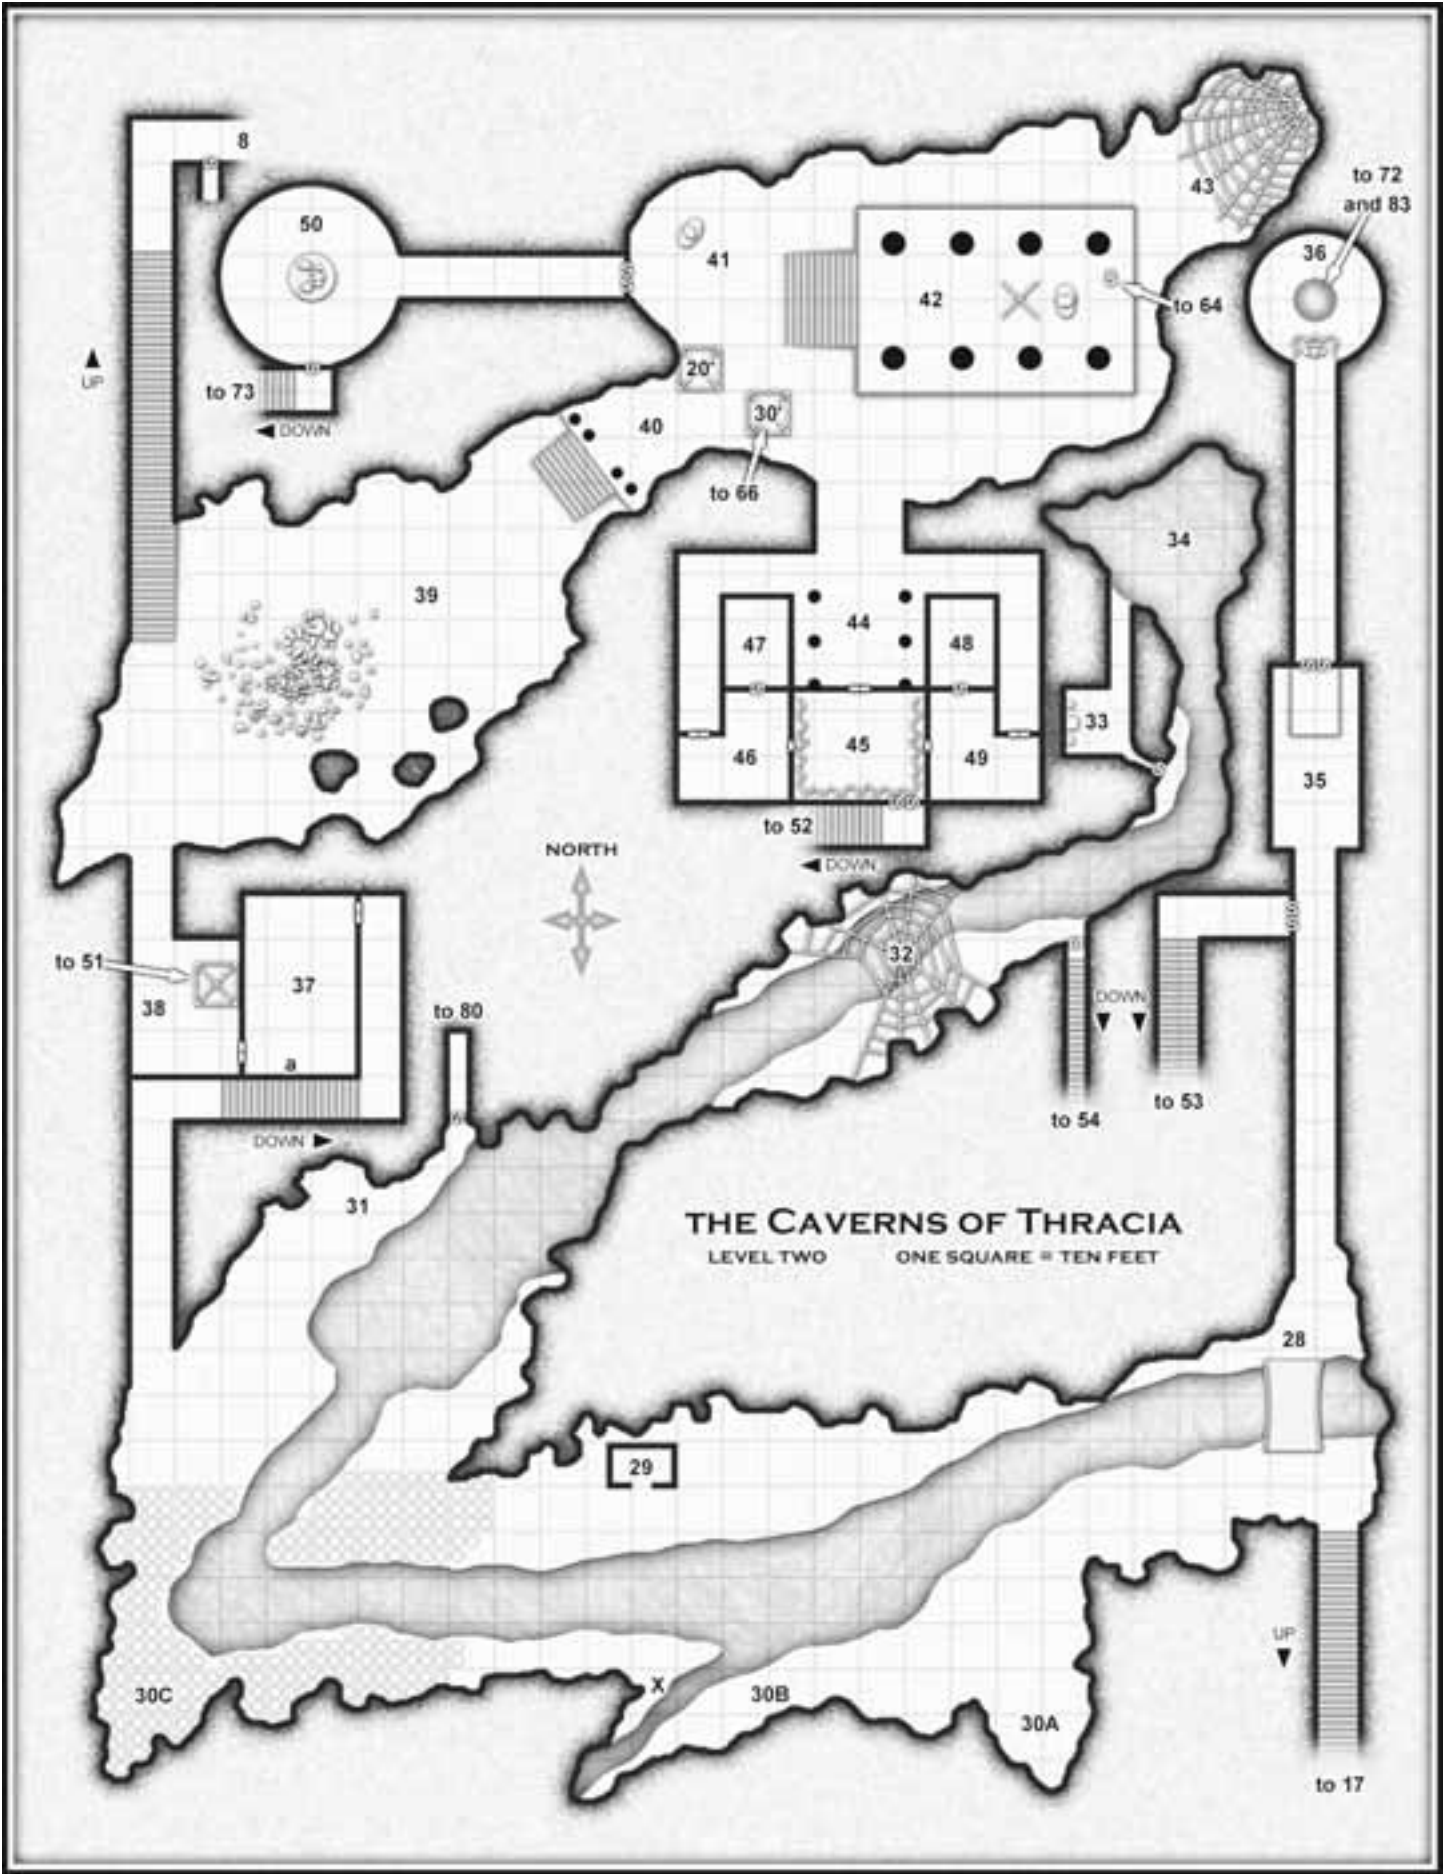 8
43
to 72
and 83
50
36
41
42
to 64
UP
20'
to 73
30'
DOWN
40
to 66
34
39
44
47
48
33
45
46
49
35
to 52
NORTH
DOWN
32
to 51
37
38
DOWN
to 80
a
to 53
to 54
DOWN
31
THE CAVERNS OF THRACIA
LEVEL TWO ONE SQUARE = TEN FEET
28
29
UP
X
30C
30B
30A
to 17